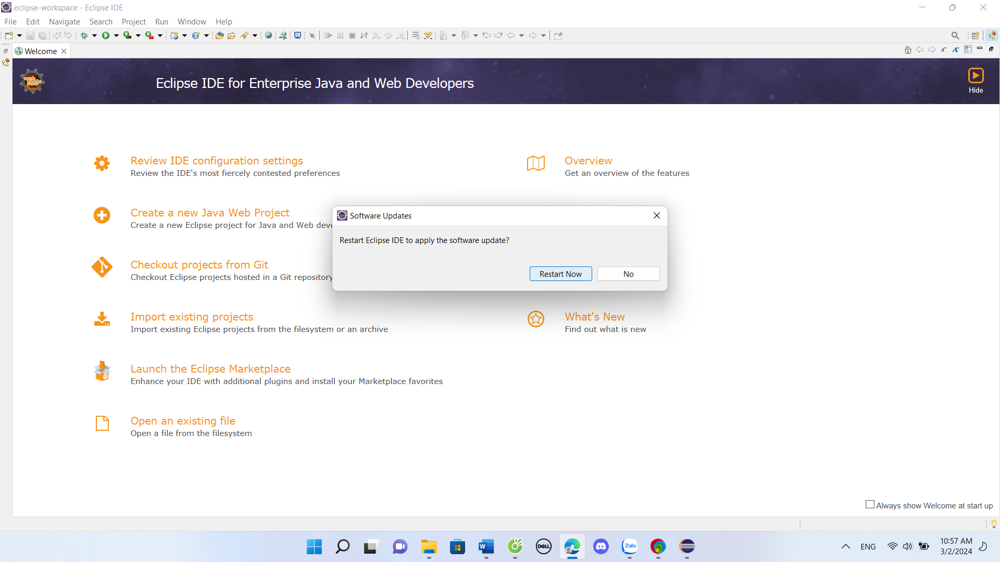 eclipse-workspace - Eclipse IDE
File Edit Navigate Search Project Run Window Help
Welcome
Eclipse IDE for Enterprise Java and Web Developers
Hide
Review IDE configuration settings
Review the IDE's most fiercely contested preferences
Overview
Get an overview of the features
Create a new Java Web Project
Create a new Eclipse project for Java and Web deve
Software Updates
Restart Eclipse IDE to apply the software update?
Restart Now No
Checkout projects from Git
Checkout Eclipse projects hosted in a Git repository
Import existing projects
Import existing Eclipse projects from the filesystem or an archive
What's New
Find out what is new
Launch the Eclipse Marketplace
Enhance your IDE with additional plugins and install your Marketplace favorites
Open an existing file
Open a file from the filesystem
Always show Welcome at start up
W
DELL
Zalo
ENG
10:57 AM
3/2/2024